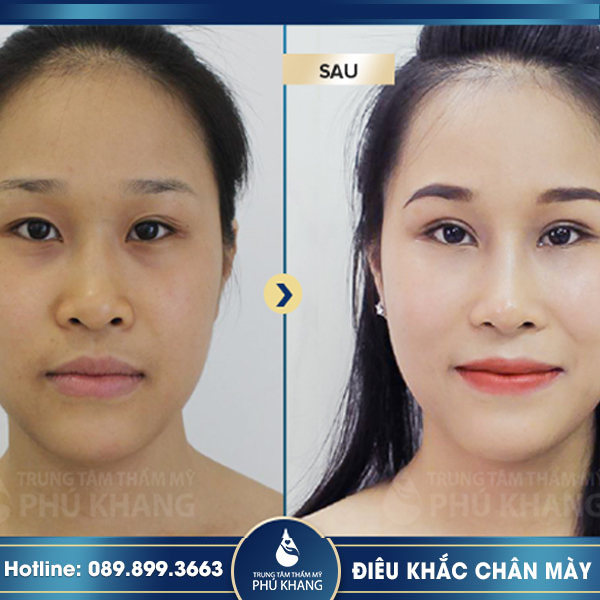 SAU
TRUNG TÂM THẨM MỸ
PHÚ KHANG
TRUNG TÂM THẨM MỸ
PHÚ KHANG
Hotline: 089.899.3663
TRUNG TÂM THẨM MỸ
PHÚ KHANG
ĐIÊU KHẮC CHÂN MÀY